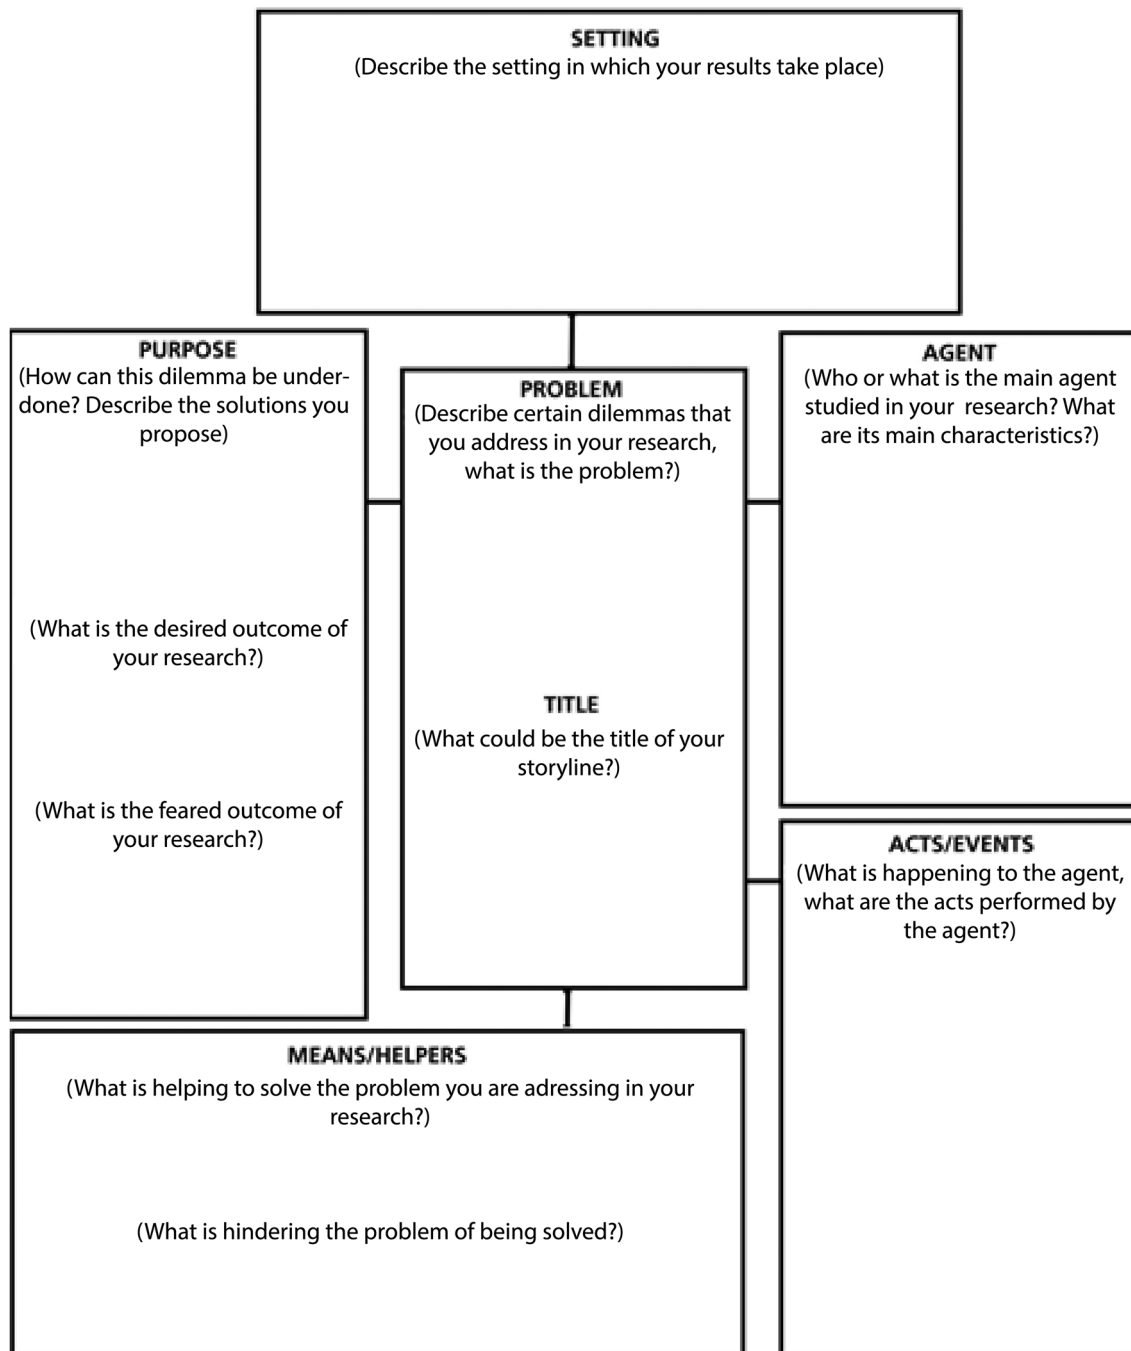 SETTING
(Describe the setting in which your results take place)
PURPOSE
(How can this dilemma be under-
done? Describe the solutions you
propose)
(What is the desired outcome of
your research?)
(What is the feared outcome of
your research?)
PROBLEM
(Describe certain dilemmas that
you address in your research,
what is the problem?)
TITLE
(What could be the title of your
storyline?)
AGENT
(Who or what is the main agent
studied in your research? What
are its main characteristics?)
ACTS/EVENTS
(What is happening to the agent,
what are the acts performed by
the agent?)
MEANS/HELPERS
(What is helping to solve the problem you are adressing in your
research?)
(What is hindering the problem of being solved?)